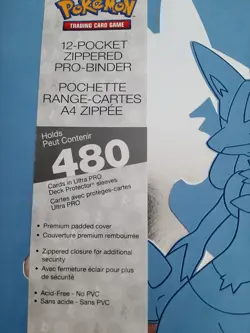 Pokémon
TRADING CARD GAME
12-POCKET
ZIPPERED
PRO-BINDER
POCHETTE
RANGE-CARTES
A4 ZIPPÉE
Holds
Peut Contenir
480
Cards in Ultra PRO
Deck Protector® sleeves
Cartes avec protèges-cartes
Ultra PRO
• Premium padded cover
• Couverture premium rembourrée
• Zippered closure for additional
security
• Avec fermeture éclair pour plus
de sécurité
• Acid-Free - No PVC
• Sans acide - Sans PVC